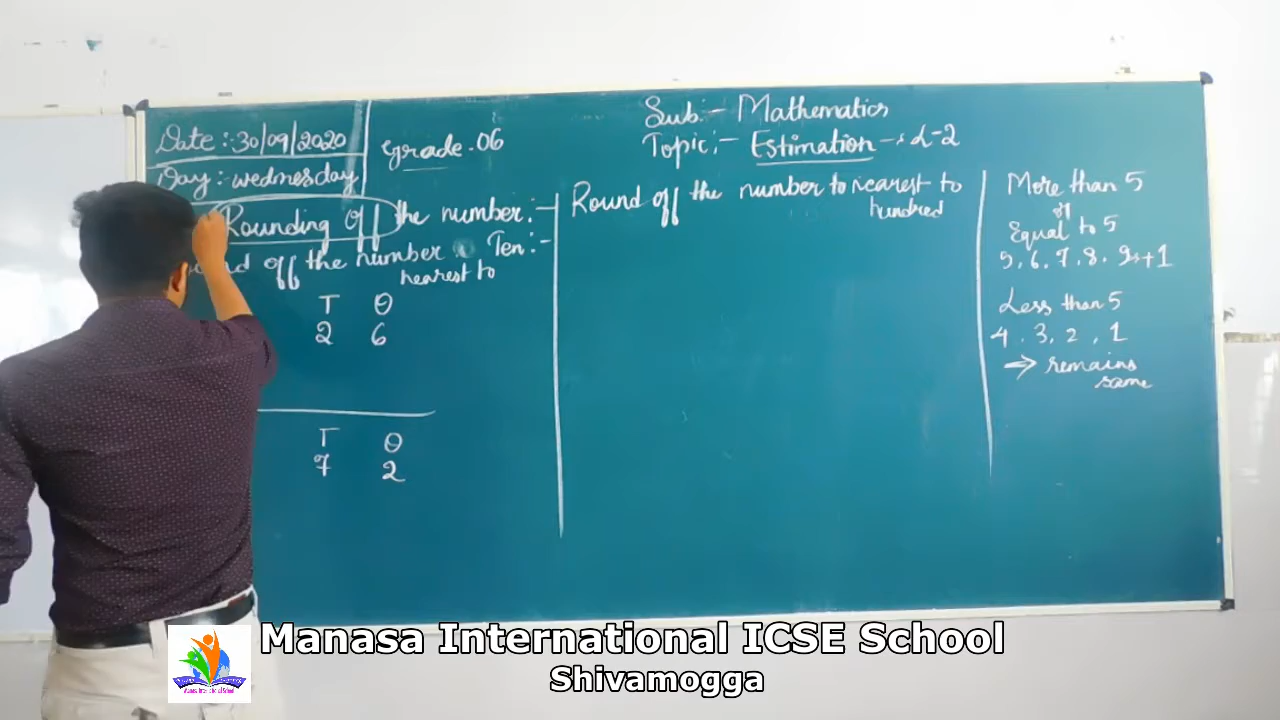 Date :- 30/09/2020
Day :- wednesday
Grade - 06
Sub :- Mathematics
Topic :- Estimation - : L-2
Rounding off the number :-
off the number Ten :-
nearest to
T O
2 6
T O
7 2
Round off the number to nearest to
hundred
More than 5
or
Equal to 5
5, 6, 7, 8, 9 +1
Less than 5
4, 3, 2, 1
→ remains
same
Manasa International ICSE School
Shivamogga